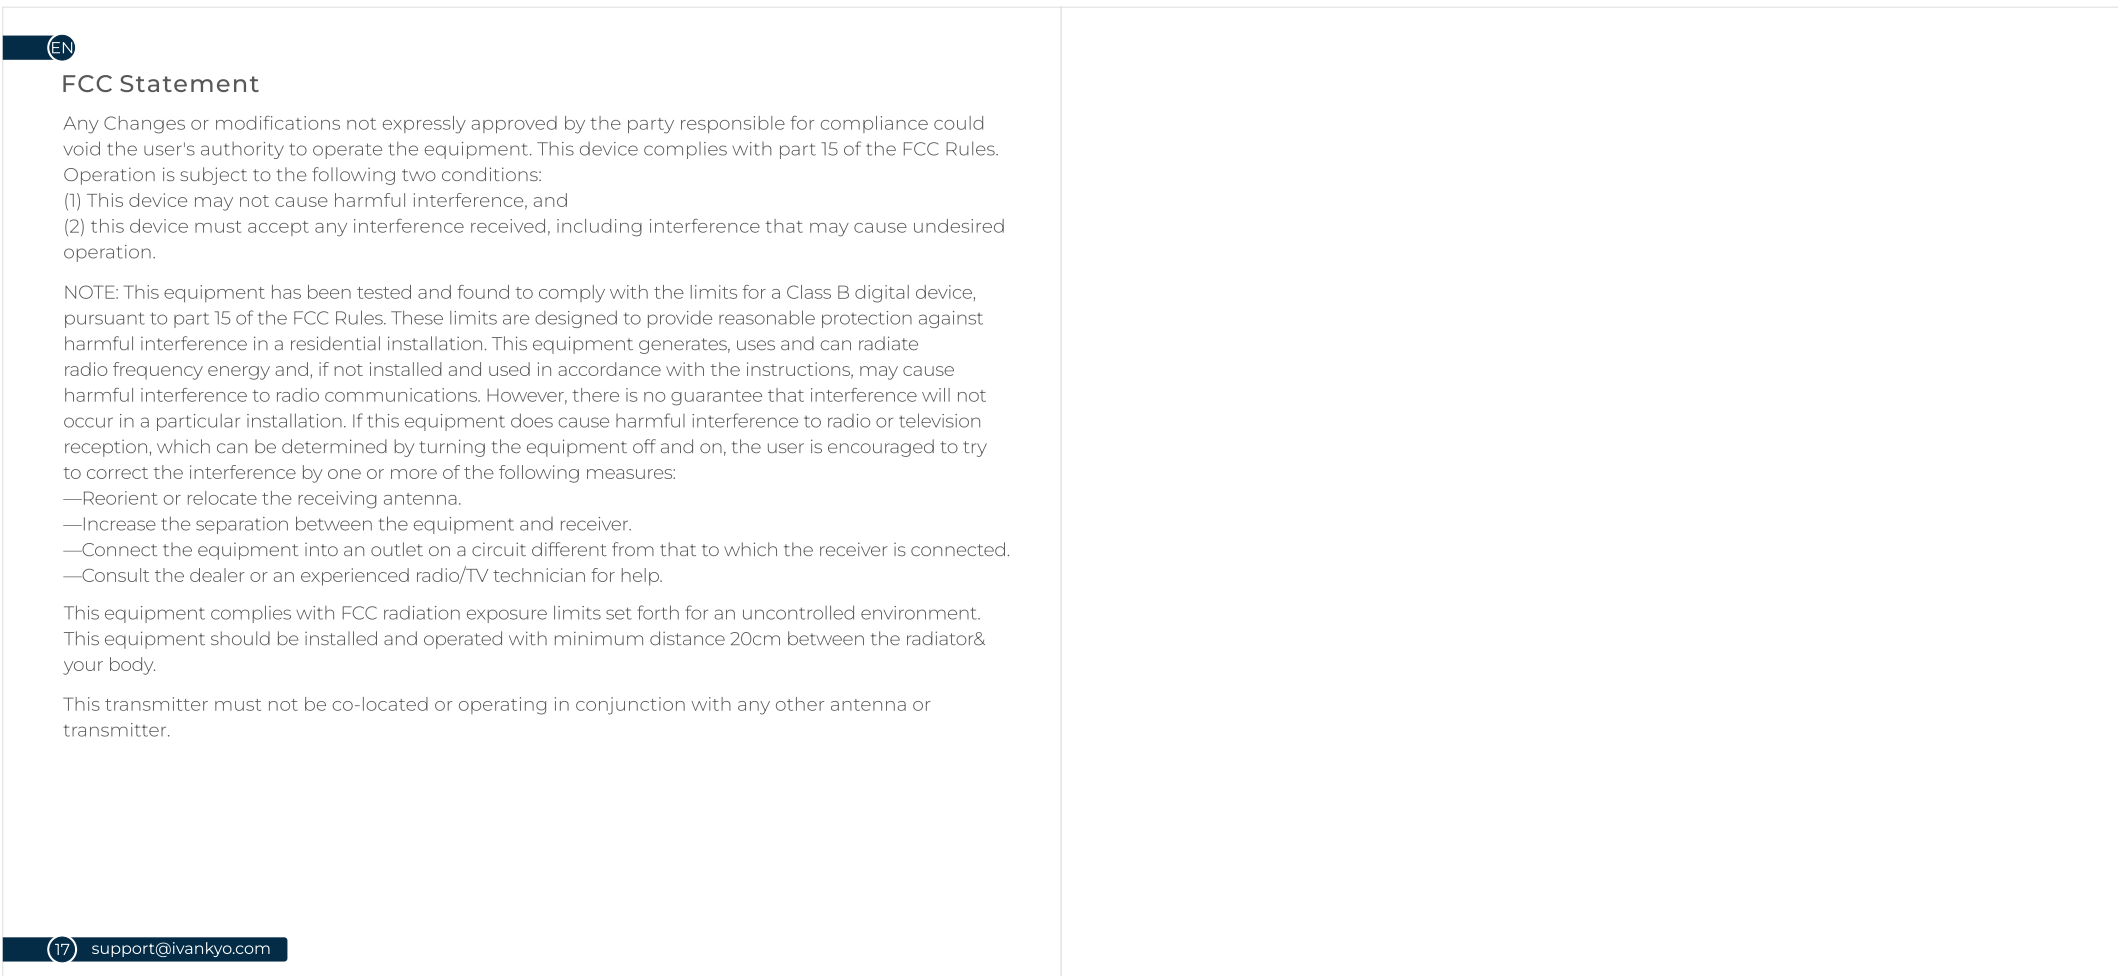 EN
FCC Statement
Any Changes or modifications not expressly approved by the party responsible for compliance could
void the user's authority to operate the equipment. This device complies with part 15 of the FCC Rules.
Operation is subject to the following two conditions:
(1) This device may not cause harmful interference, and
(2) this device must accept any interference received, including interference that may cause undesired
operation.
NOTE: This equipment has been tested and found to comply with the limits for a Class B digital device,
pursuant to part 15 of the FCC Rules. These limits are designed to provide reasonable protection against
harmful interference in a residential installation. This equipment generates, uses and can radiate
radio frequency energy and, if not installed and used in accordance with the instructions, may cause
harmful interference to radio communications. However, there is no guarantee that interference will not
occur in a particular installation. If this equipment does cause harmful interference to radio or television
reception, which can be determined by turning the equipment off and on, the user is encouraged to try
to correct the interference by one or more of the following measures:
—Reorient or relocate the receiving antenna.
—Increase the separation between the equipment and receiver.
—Connect the equipment into an outlet on a circuit different from that to which the receiver is connected.
—Consult the dealer or an experienced radio/TV technician for help.
This equipment complies with FCC radiation exposure limits set forth for an uncontrolled environment.
This equipment should be installed and operated with minimum distance 20cm between the radiator&
your body.
This transmitter must not be co-located or operating in conjunction with any other antenna or
transmitter.
17 support@ivankyo.com